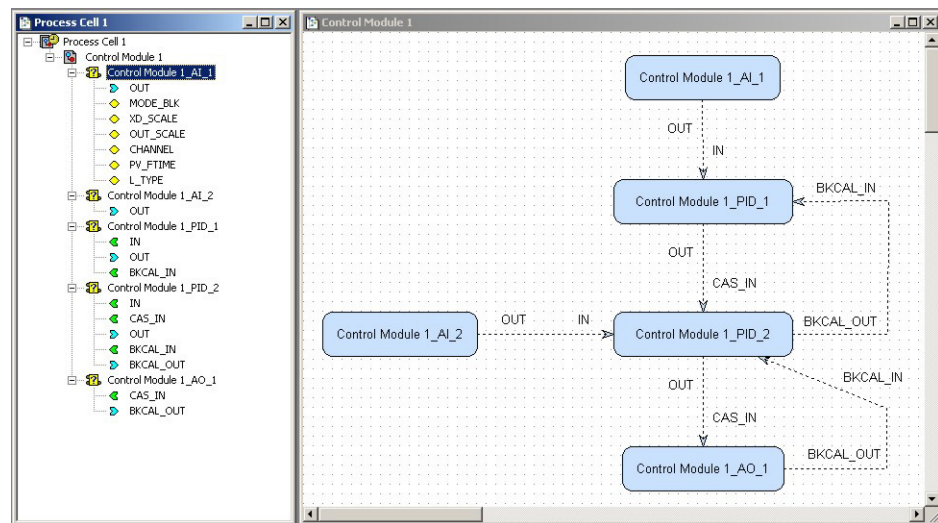 Process Cell 1
Process Cell 1
Control Module 1
Control Module 1_AI_1
OUT
MODE_BLK
XD_SCALE
OUT_SCALE
CHANNEL
PV_FTIME
L_TYPE
Control Module 1_AI_2
OUT
Control Module 1_PID_1
IN
OUT
BKCAL_IN
Control Module 1_PID_2
IN
CAS_IN
OUT
BKCAL_IN
BKCAL_OUT
Control Module 1_AO_1
CAS_IN
BKCAL_OUT
Control Module 1
Control Module 1_AI_1
OUT
IN
Control Module 1_PID_1
BKCAL_IN
OUT
CAS_IN
Control Module 1_AI_2
OUT
IN
Control Module 1_PID_2
BKCAL_OUT
OUT
BKCAL_IN
CAS_IN
Control Module 1_AO_1
BKCAL_OUT